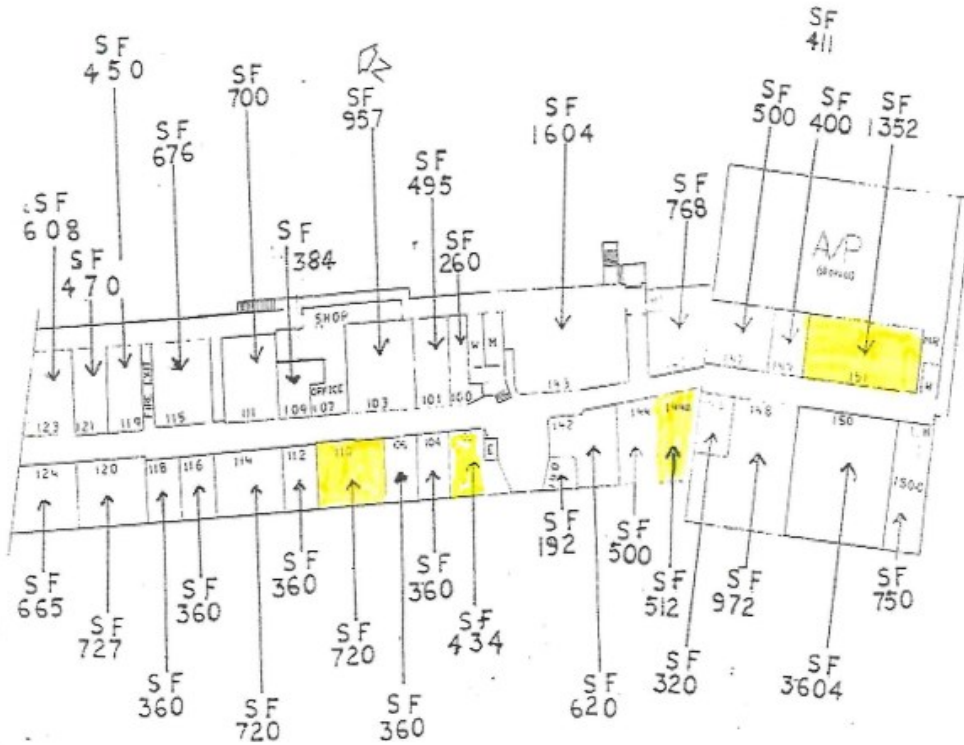 SF
411
SF
450
SF
700
SF
957
SF
1604
SF
500
SF
400
SF
1352
SF
676
SF
495
SF
768
SF
608
SF
384
SF
260
SF
470
A/P
SHOP
OFFICE
W
M
FIRE EXIT
123
121
119
115
111
109
107
103
101
100
143
151
124
120
118
116
114
112
104
E
142
144
148
150
150C
SF
192
SF
500
SF
665
SF
360
SF
360
SF
360
SF
512
SF
972
SF
750
SF
727
SF
720
SF
434
SF
360
SF
720
SF
360
SF
620
SF
320
SF
3604